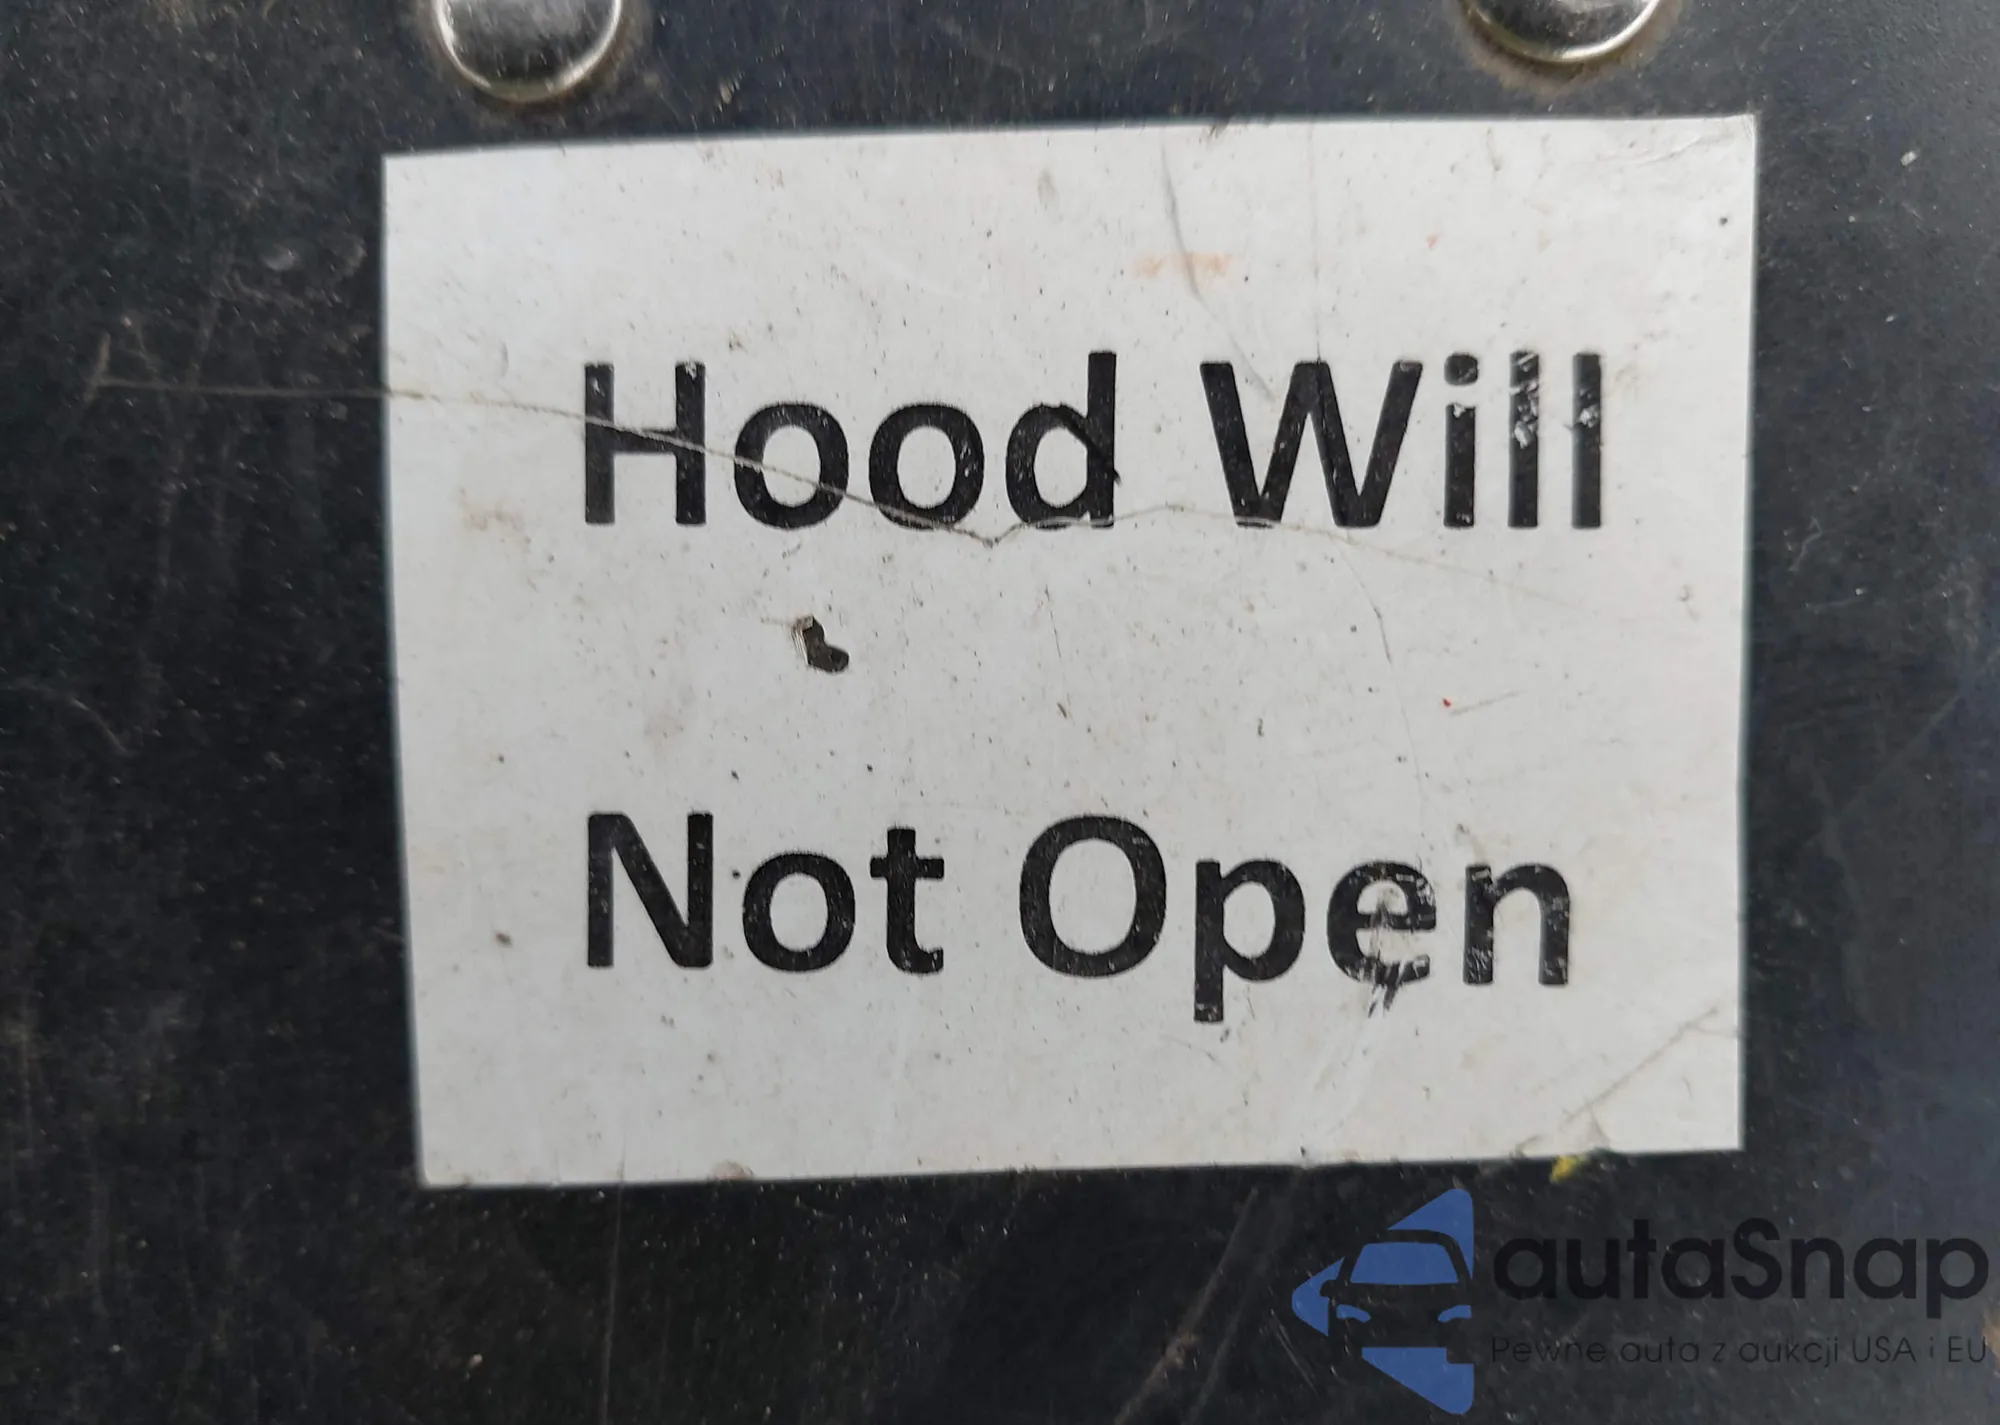 Hood Will
Not Open
autaSnap
Pewne auta z aukcji USA i EU